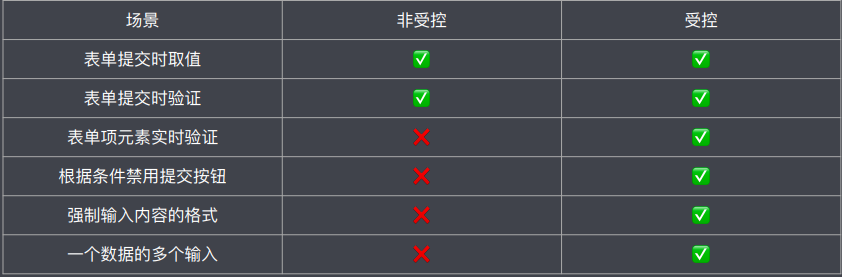 场景 非受控 受控
表单提交时取值 ✅ ✅
表单提交时验证 ✅ ✅
表单项元素实时验证 ❌ ✅
根据条件禁用提交按钮 ❌ ✅
强制输入内容的格式 ❌ ✅
一个数据的多个输入 ❌ ✅